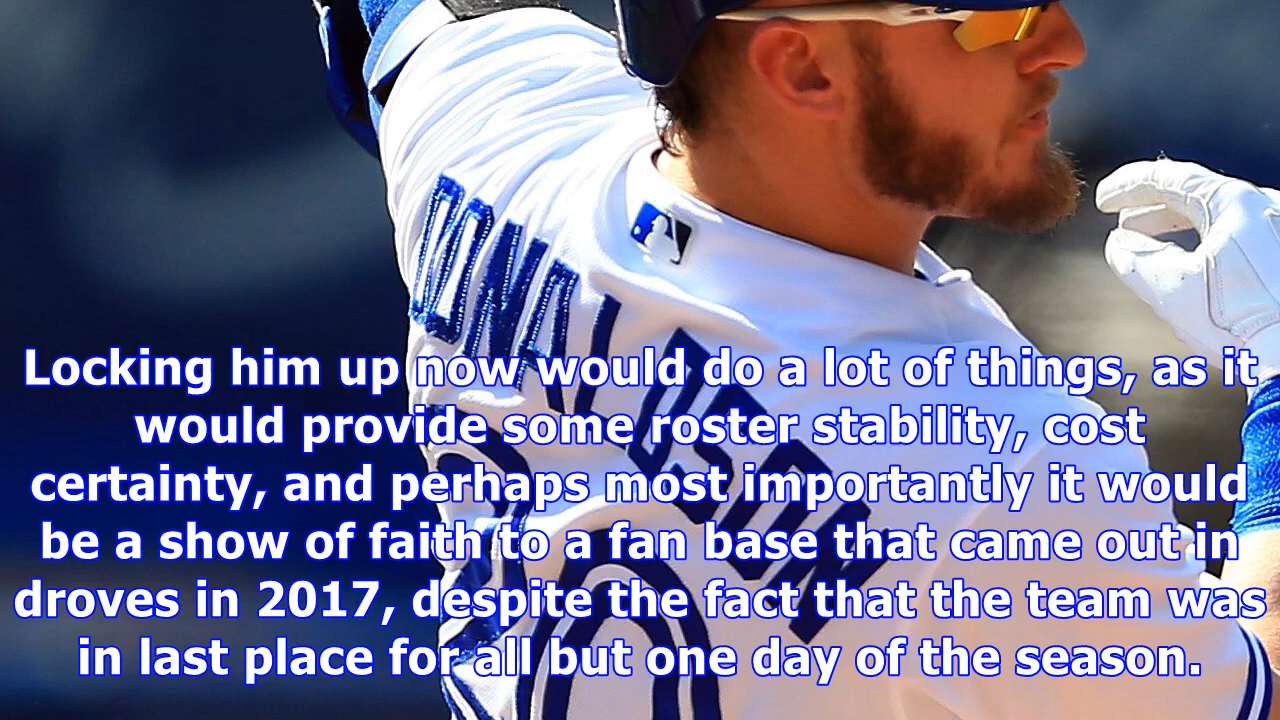 DONALDSON
Locking him up now would do a lot of things, as it
would provide some roster stability, cost
certainty, and perhaps most importantly it would
be a show of faith to a fan base that came out in
droves in 2017, despite the fact that the team was
in last place for all but one day of the season.